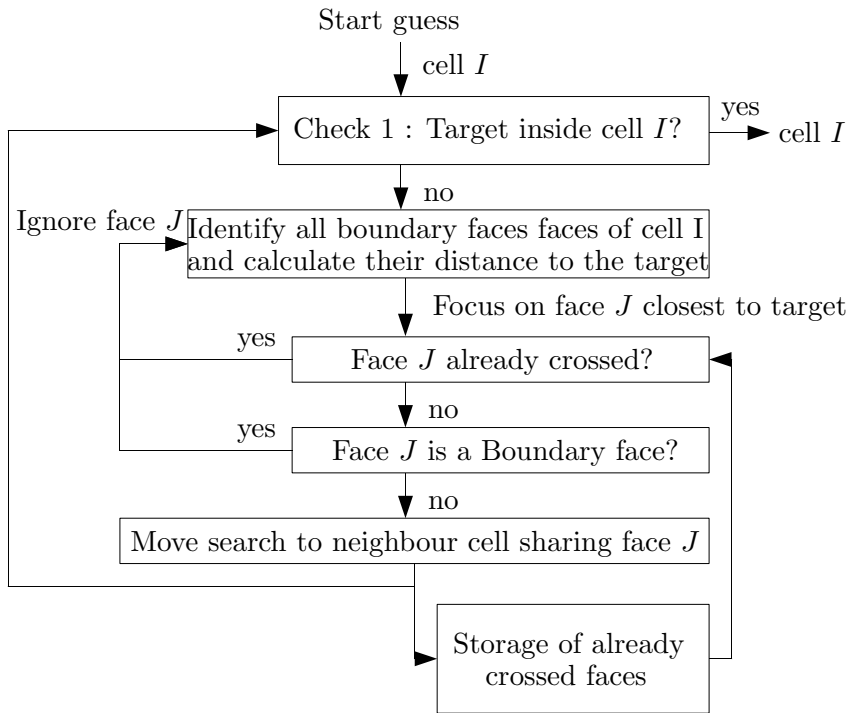 Start guess
cell I
Check 1 : Target inside cell I?
yes
cell I
no
Ignore face J
Identify all boundary faces faces of cell I
and calculate their distance to the target
Focus on face J closest to target
yes
Face J already crossed?
no
yes
Face J is a Boundary face?
no
Move search to neighbour cell sharing face J
Storage of already
crossed faces